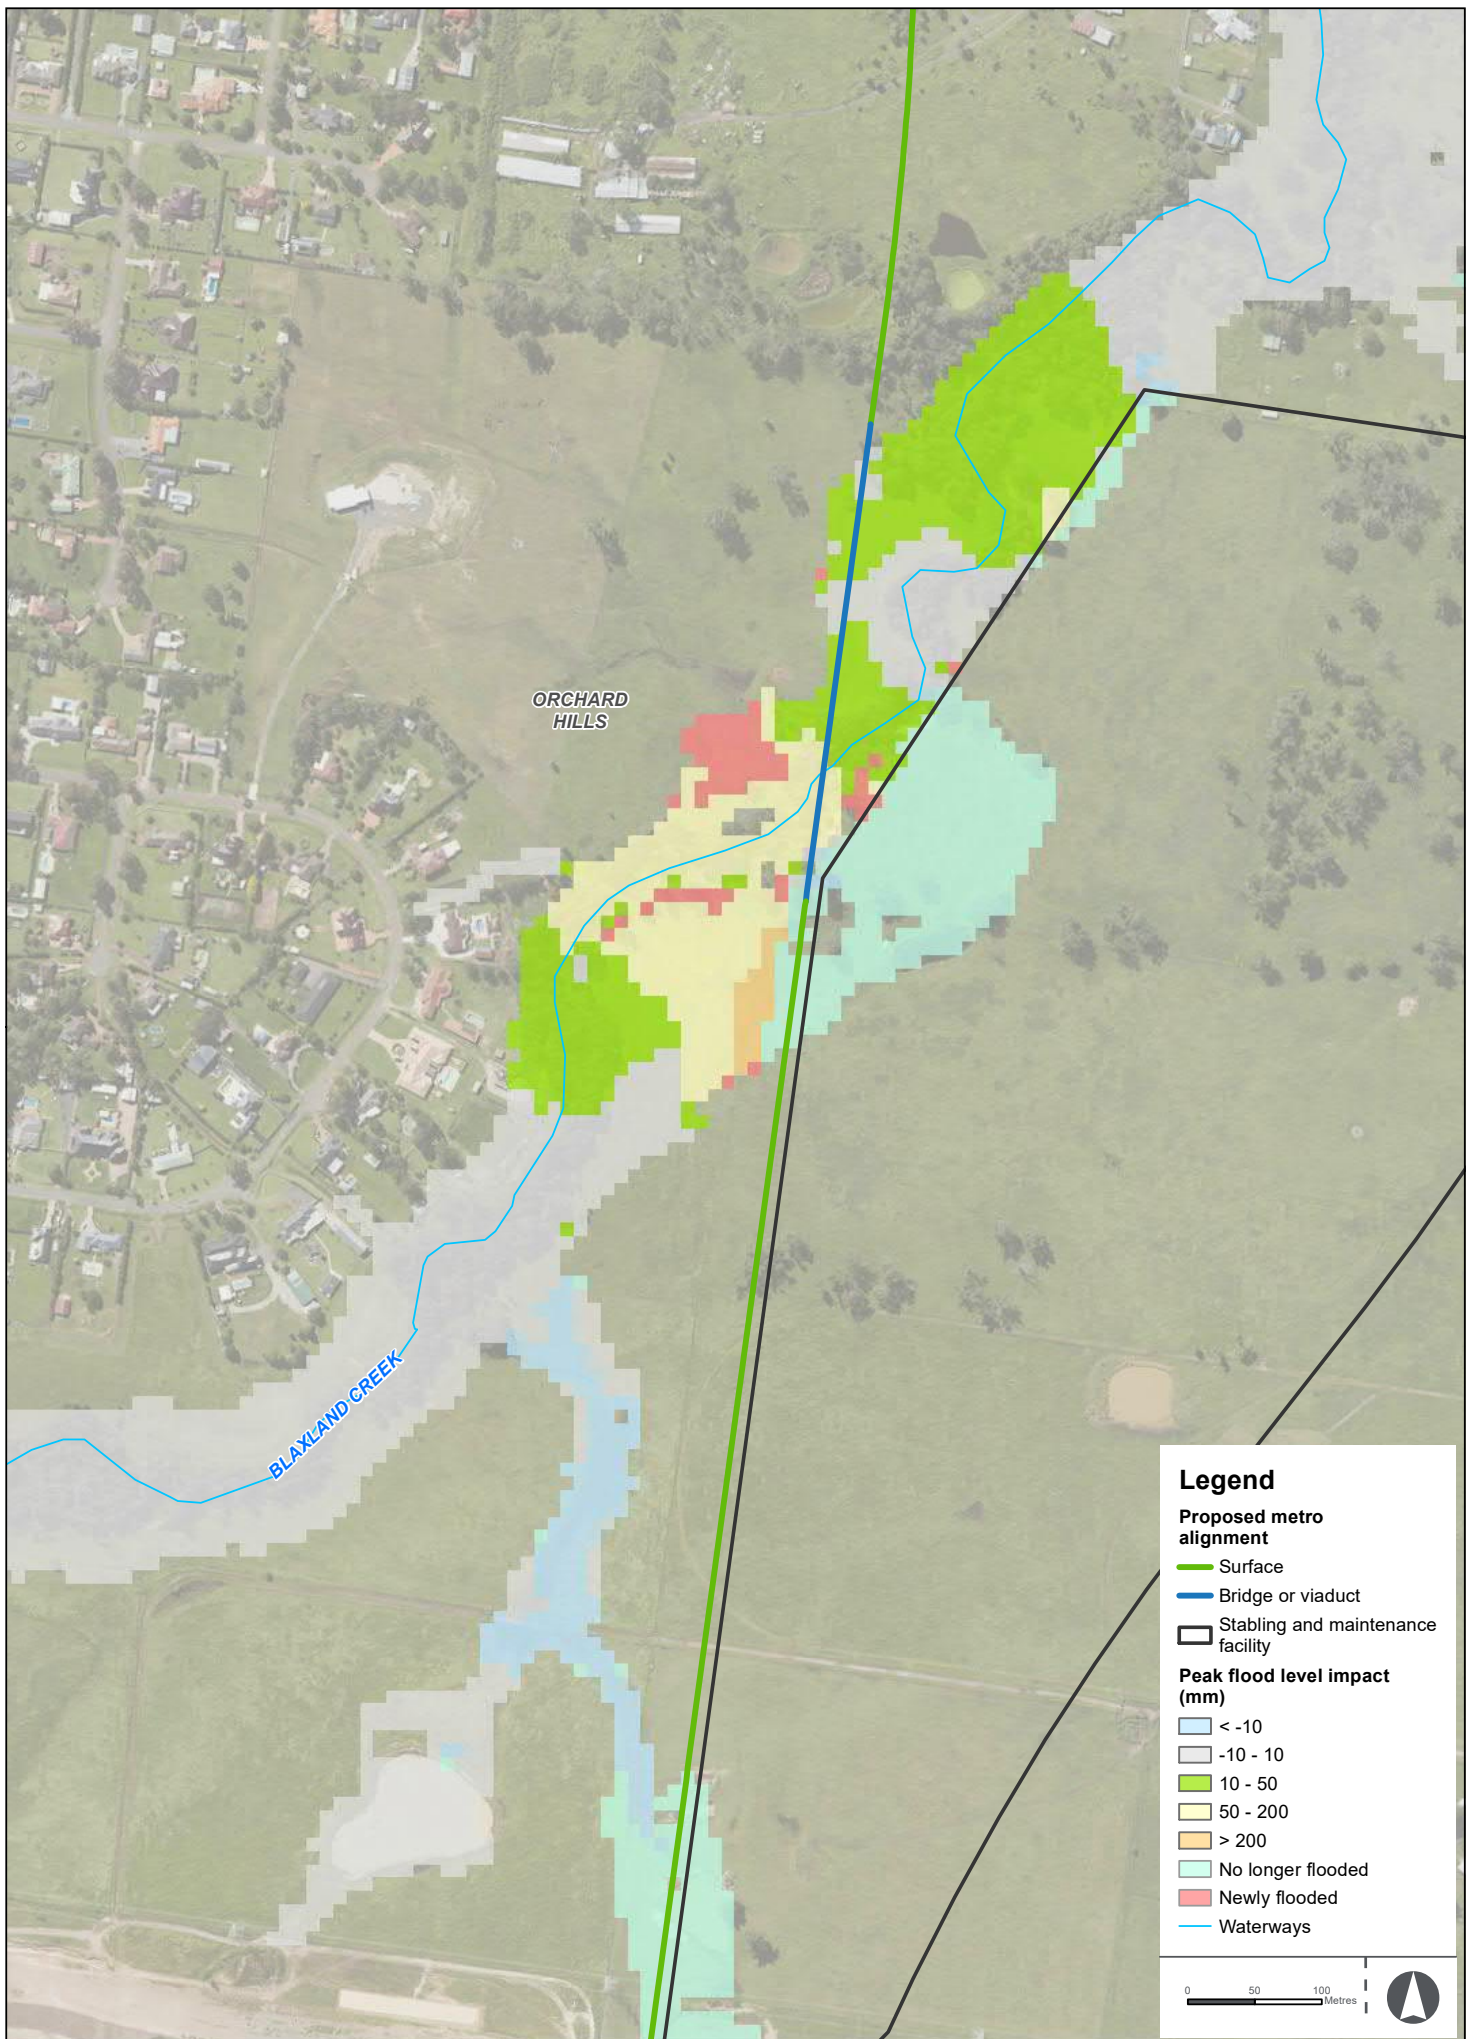 ORCHARD
HILLS
BLAXLAND CREEK
Legend
Proposed metro
alignment
Surface
Bridge or viaduct
Stabling and maintenance
facility
Peak flood level impact
(mm)
< -10
-10 - 10
10 - 50
50 - 200
> 200
No longer flooded
Newly flooded
Waterways
0 50 100
Metres